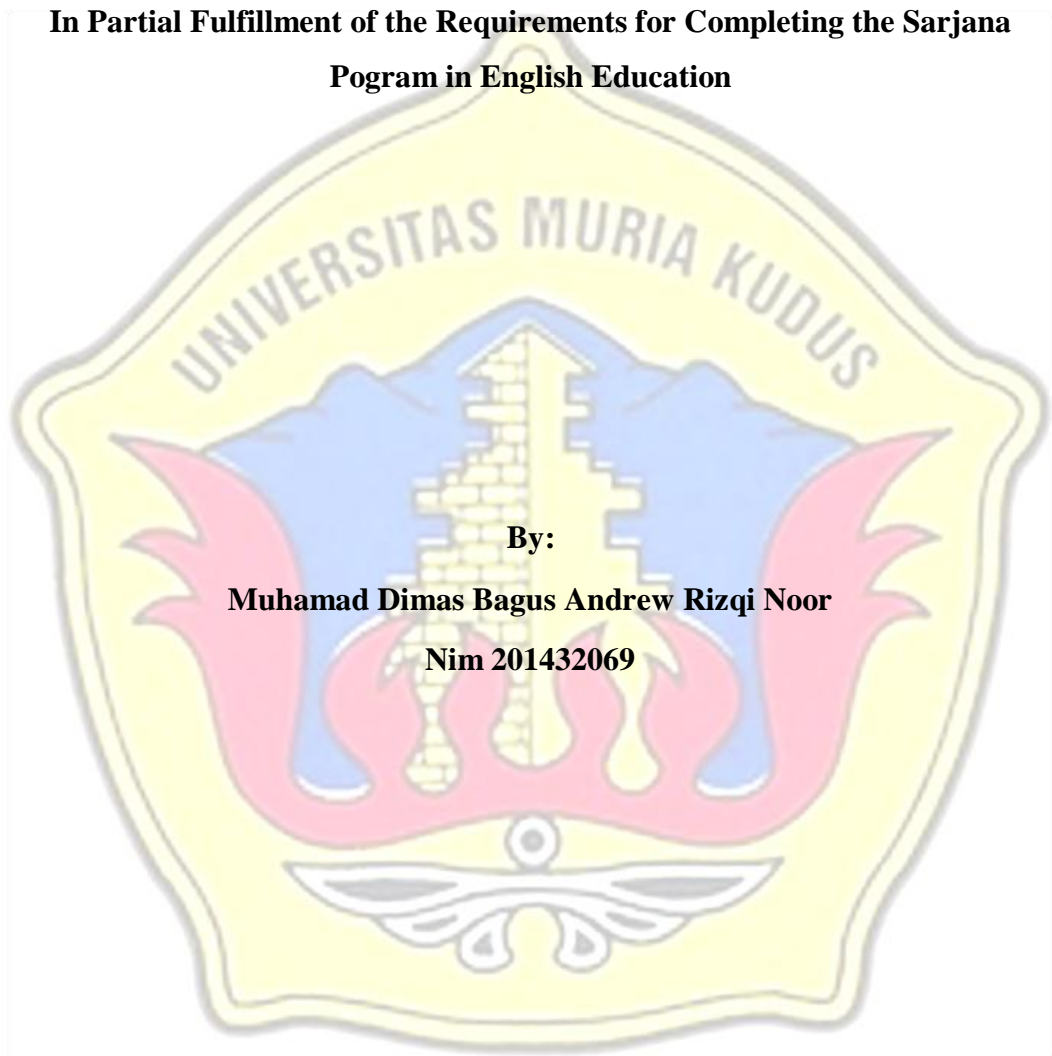 In Partial Fulfillment of the Requirements for Completing the Sarjana
Pogram in English Education
UNIVERSITAS MURIA KUDUS
By:
Muhamad Dimas Bagus Andrew Rizqi Noor
Nim 201432069